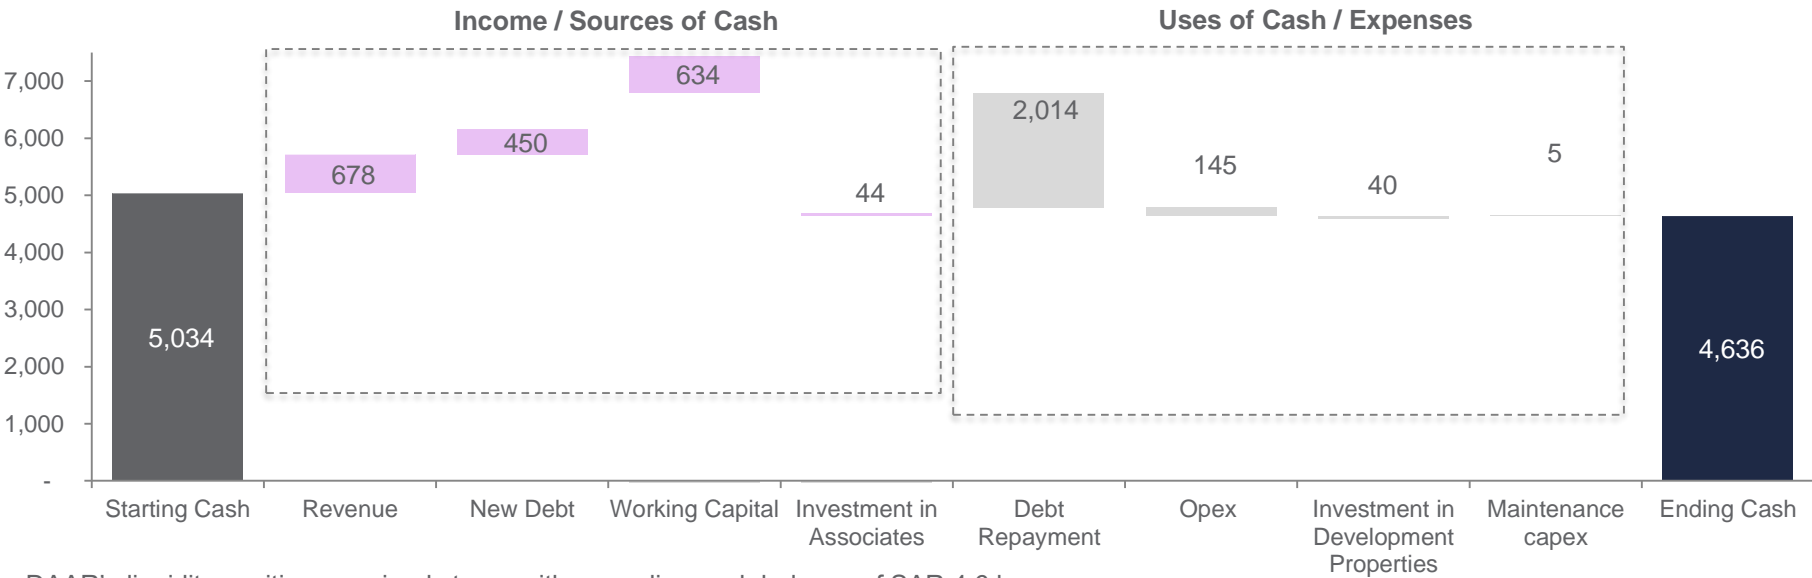 Income / Sources of Cash
Uses of Cash / Expenses
7,000
6,000
5,000
4,000
3,000
2,000
1,000
-
5,034
678
450
634
44
2,014
145
40
5
4,636
Starting Cash
Revenue
New Debt
Working Capital
Investment in
Associates
Debt
Repayment
Opex
Investment in
Development
Properties
Maintenance
capex
Ending Cash